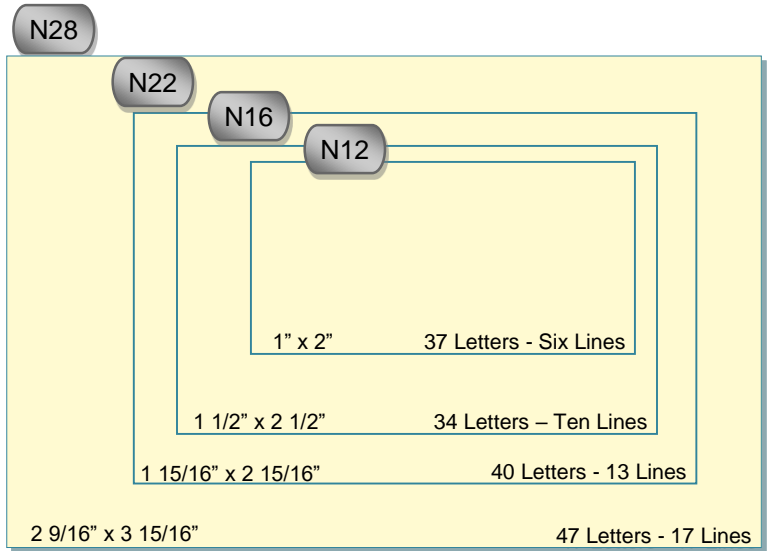 N28
N22
N16
N12
1” x 2” 37 Letters - Six Lines
1 1/2” x 2 1/2” 34 Letters – Ten Lines
1 15/16” x 2 15/16” 40 Letters - 13 Lines
2 9/16” x 3 15/16” 47 Letters - 17 Lines